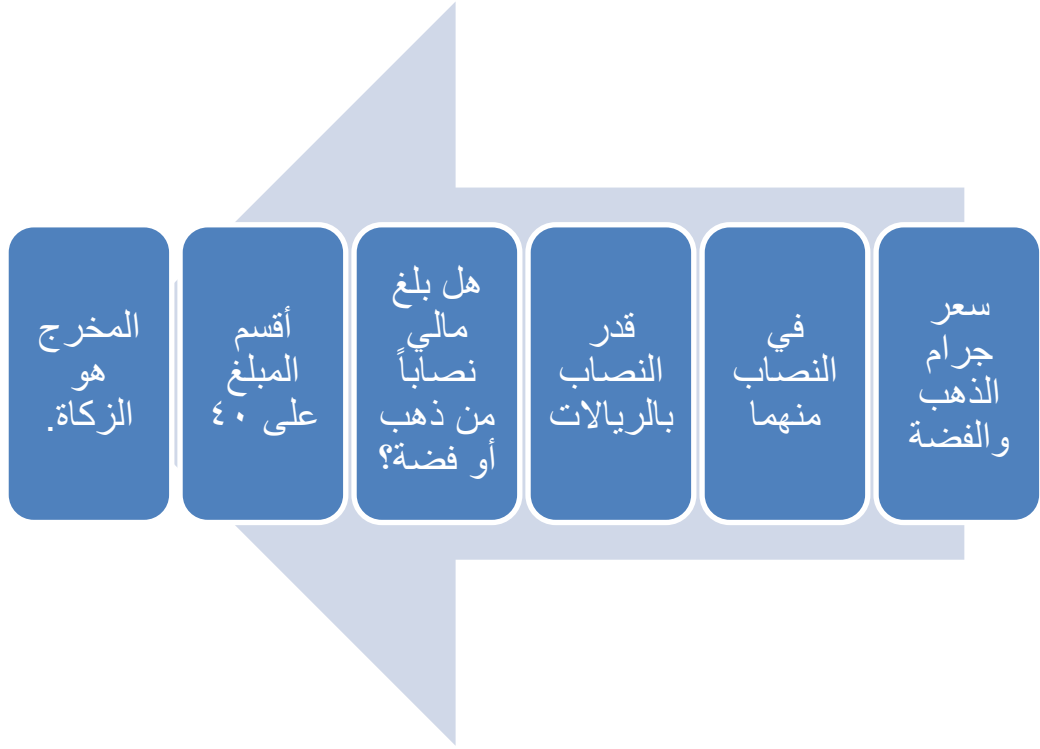 سعر
جرام
الذهب
والفضة
في
النصاب
منهما
قدر
النصاب
بالريالات
هل بلغ
مالي
نصاباً
من ذهب
أو فضة؟
أقسم
المبلغ
على ٤٠
المخرج
هو
الزكاة.